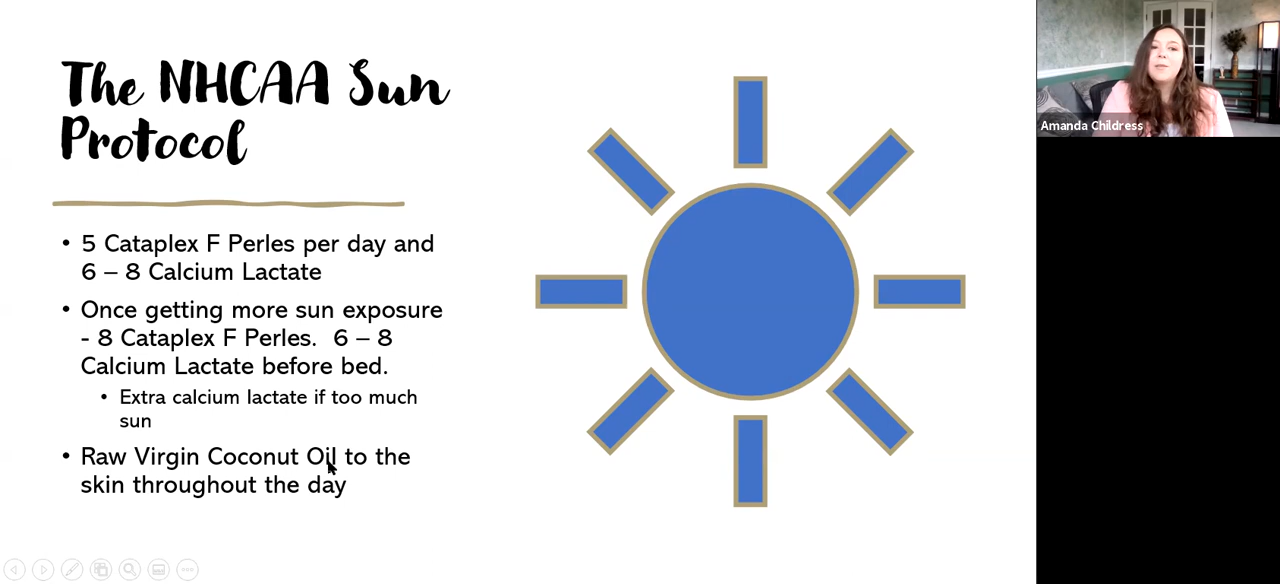 The NHCAA Sun
Protocol
• 5 Cataplex F Perles per day and
6 – 8 Calcium Lactate
• Once getting more sun exposure
- 8 Cataplex F Perles.  6 – 8
Calcium Lactate before bed.
• Extra calcium lactate if too much
sun
• Raw Virgin Coconut Oil to the
skin throughout the day
Amanda Childress